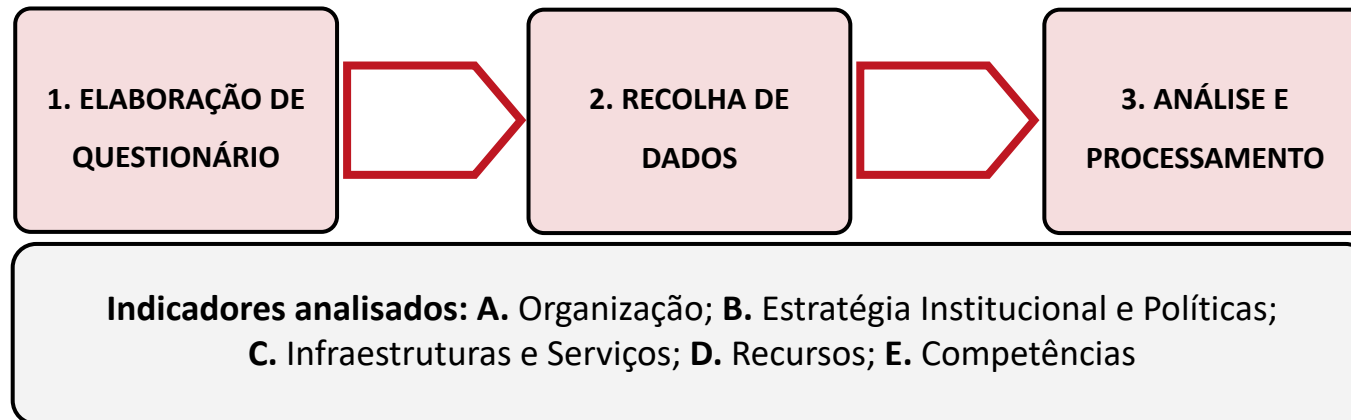 1. ELABORAÇÃO DE
QUESTIONÁRIO
2. RECOLHA DE
DADOS
3. ANÁLISE E
PROCESSAMENTO
Indicadores analisados: A. Organização; B. Estratégia Institucional e Políticas;
C. Infraestruturas e Serviços; D. Recursos; E. Competências